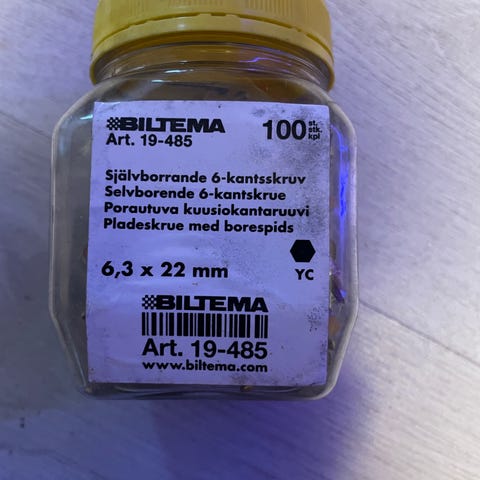 BILTEMA
Art. 19-485
100 st. stk. kpl
Självborrande 6-kantsskruv
Selvborende 6-kantskrue
Porautuva kuusiokantaruuvi
Pladeskrue med borespids
6,3 x 22 mm
YC
BILTEMA
Art. 19-485
www.biltema.com